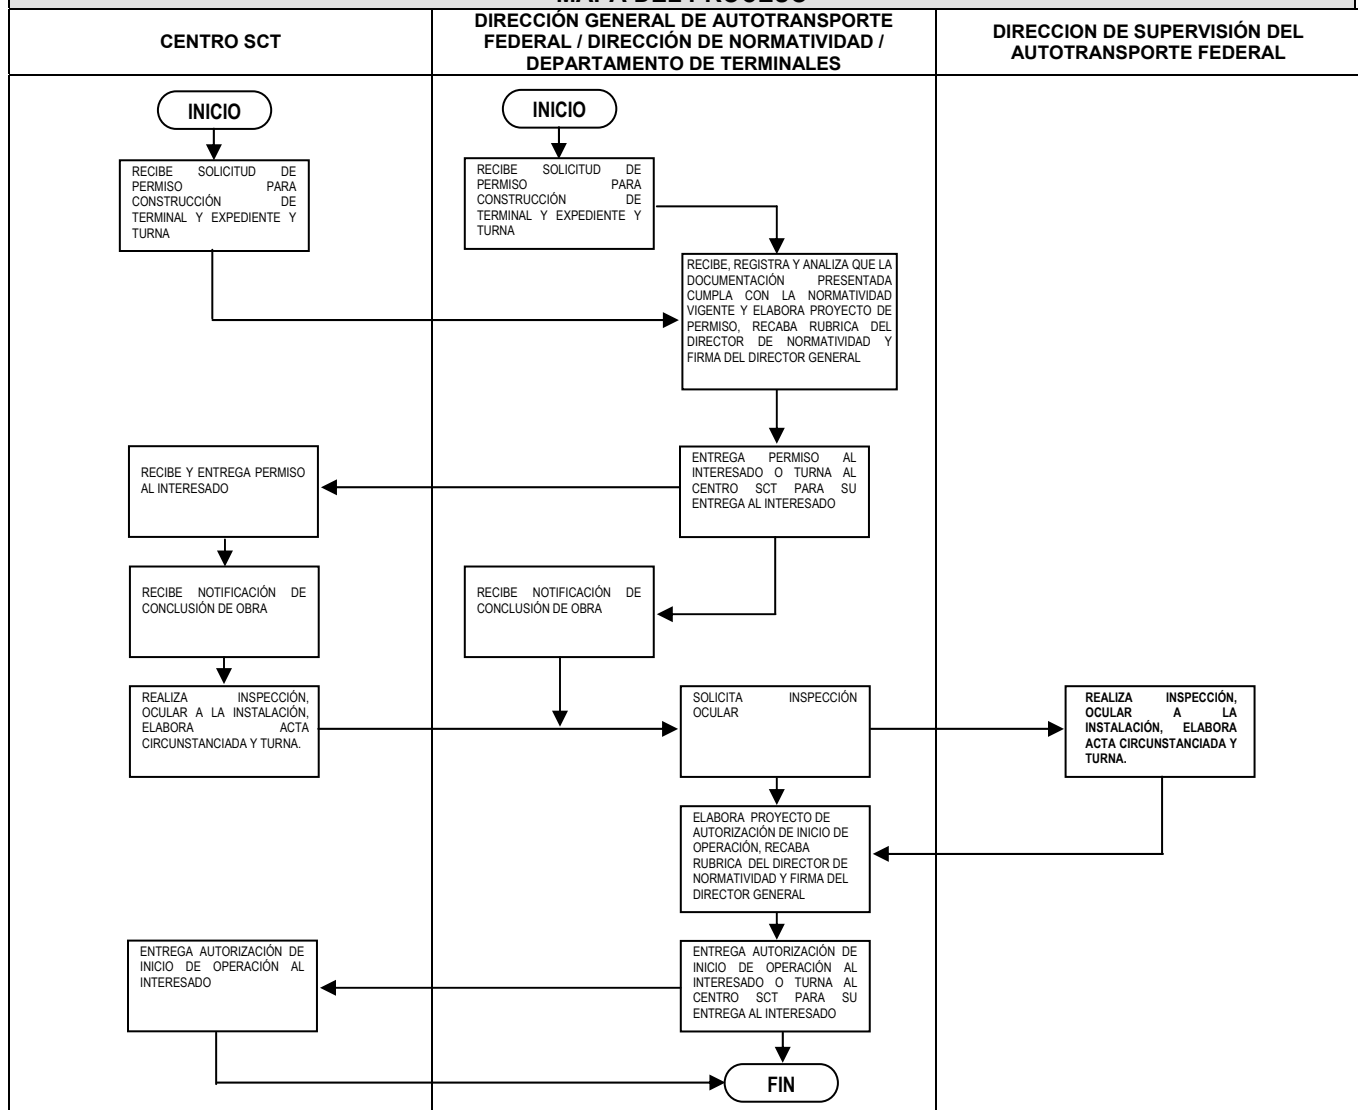 MAPA DEL PROCESO
CENTRO SCT
DIRECCIÓN GENERAL DE AUTOTRANSPORTE
FEDERAL / DIRECCIÓN DE NORMATIVIDAD /
DEPARTAMENTO DE TERMINALES
DIRECCION DE SUPERVISIÓN DEL
AUTOTRANSPORTE FEDERAL
INICIO
INICIO
RECIBE SOLICITUD DE
PERMISO PARA
CONSTRUCCIÓN DE
TERMINAL Y EXPEDIENTE Y
TURNA
RECIBE SOLICITUD DE
PERMISO PARA
CONSTRUCCIÓN DE
TERMINAL Y EXPEDIENTE Y
TURNA
RECIBE, REGISTRA Y ANALIZA QUE LA
DOCUMENTACIÓN PRESENTADA
CUMPLA CON LA NORMATIVIDAD
VIGENTE Y ELABORA PROYECTO DE
PERMISO, RECABA RUBRICA DEL
DIRECTOR DE NORMATIVIDAD Y
FIRMA DEL DIRECTOR GENERAL
RECIBE Y ENTREGA PERMISO
AL INTERESADO
ENTREGA PERMISO AL
INTERESADO O TURNA AL
CENTRO SCT PARA SU
ENTREGA AL INTERESADO
RECIBE NOTIFICACIÓN DE
CONCLUSIÓN DE OBRA
RECIBE NOTIFICACIÓN DE
CONCLUSIÓN DE OBRA
REALIZA INSPECCIÓN,
OCULAR A LA INSTALACIÓN,
ELABORA ACTA
CIRCUNSTANCIADA Y TURNA.
SOLICITA INSPECCIÓN
OCULAR
REALIZA INSPECCIÓN,
OCULAR A LA
INSTALACIÓN, ELABORA
ACTA CIRCUNSTANCIADA Y
TURNA.
ELABORA PROYECTO DE
AUTORIZACIÓN DE INICIO DE
OPERACIÓN, RECABA
RUBRICA DEL DIRECTOR DE
NORMATIVIDAD Y FIRMA DEL
DIRECTOR GENERAL
ENTREGA AUTORIZACIÓN DE
INICIO DE OPERACIÓN AL
INTERESADO
ENTREGA AUTORIZACIÓN DE
INICIO DE OPERACIÓN AL
INTERESADO O TURNA AL
CENTRO SCT PARA SU
ENTREGA AL INTERESADO
FIN